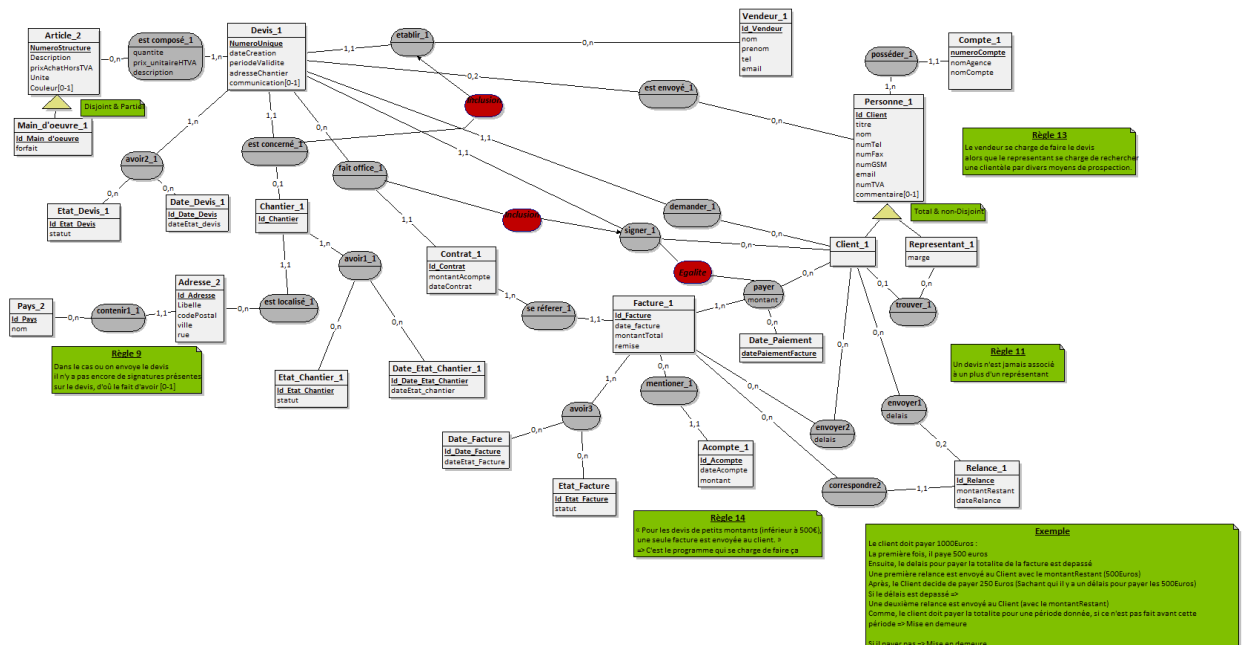 Article_2
NumeroStructure
Description
prixAchatHorsTVA
Unite
Couleur[0-1]
0,n
est composé_1
quantite
prix_unitaireHTVA
description
1,n
Devis_1
NumeroUnique
dateCreation
periodeValidite
adresseChantier
communication[0-1]
1,1
etablir_1
0,n
Vendeur_1
Id_Vendeur
nom
prenom
tel
email
posséder_1
1,1
Compte_1
numeroCompte
nomAgence
nomCompte
1,n
0,2
est envoyé_1
0,n
Personne_1
Id_Client
titre
nom
numTel
numFax
numGSM
email
numTVA
commentaire[0-1]
Règle 13
Le vendeur se charge de faire le devis
alors que le representant se charge de rechercher
une clientèle par divers moyens de prospection.
Disjoint & Partiel
Main_d'oeuvre_1
Id_Main_d'oeuvre
forfait
1,n
1,1
0,n
1,1
1,1
Inclusion
est concerné_1
fait office_1
avoir2_1
0,n
0,n
Etat_Devis_1
Id_Etat_Devis
statut
Date_Devis_1
Id_Date_Devis
dateEtat_devis
0,1
Chantier_1
Id_Chantier
1,1
1,n
avoir1_1
1,1
Inclusion
demander_1
0,n
signer_1
0,n
Total & non-Disjoint
Client_1
Representant_1
marge
Contrat_1
Id_Contrat
montantAcompte
dateContrat
Egalite
payer
montant
0,n
0,1
0,n
trouver_1
Pays_2
Id_Pays
nom
0,n
contenir1_1
1,1
Adresse_2
Id_Adresse
Libelle
codePostal
ville
rue
0,n
est localisé_1
1,n
se réferer_1
1,1
Facture_1
Id_Facture
date_facture
montantTotal
remise
1,n
0,n
Date_Paiement
datePaiementFacture
0,n
0,n
Règle 9
Dans le cas ou on envoye le devis
il n'y a pas encore de signatures présentes
sur le devis, d'où le fait d'avoir [0-1]
0,n
0,n
Etat_Chantier_1
Id_Etat_Chantier
statut
Date_Etat_Chantier_1
Id_Date_Etat_Chantier
dateEtat_chantier
1,n
0,n
0,n
0,n
mentioner_1
Règle 11
Un devis n'est jamais associé
à un plus d'un représentant
avoir3
0,n
0,n
1,1
envoyer2
delais
envoyer1
delais
0,2
Date_Facture
Id_Date_Facture
dateEtat_Facture
Etat_Facture
Id_Etat_Facture
statut
Acompte_1
Id_Acompte
dateAcompte
montant
correspondre2
1,1
Relance_1
Id_Relance
montantRestant
dateRelance
Règle 14
« Pour les devis de petits montants (inférieur à 500€),
une seule facture est envoyée au client. »
=> C'est le programme qui se charge de faire ça
Exemple
Le client doit payer 1000Euros :
La première fois, il paye 500 euros
Ensuite, le delais pour payer la totalite de la facture est depassé
Une première relance est envoyé au Client avec le montantRestant (500Euros)
Après, le Client decide de payer 250 Euros (Sachant qui il y a un délais pour payer les 500Euros)
Si le délais est depassé =>
Une deuxième relance est envoyé au Client (avec le montantRestant)
Comme, le client doit payer la totalite pour une période donnée, si ce n'est pas fait avant cette
période => Mise en demeure
Si il payer pas => Mise en demeure